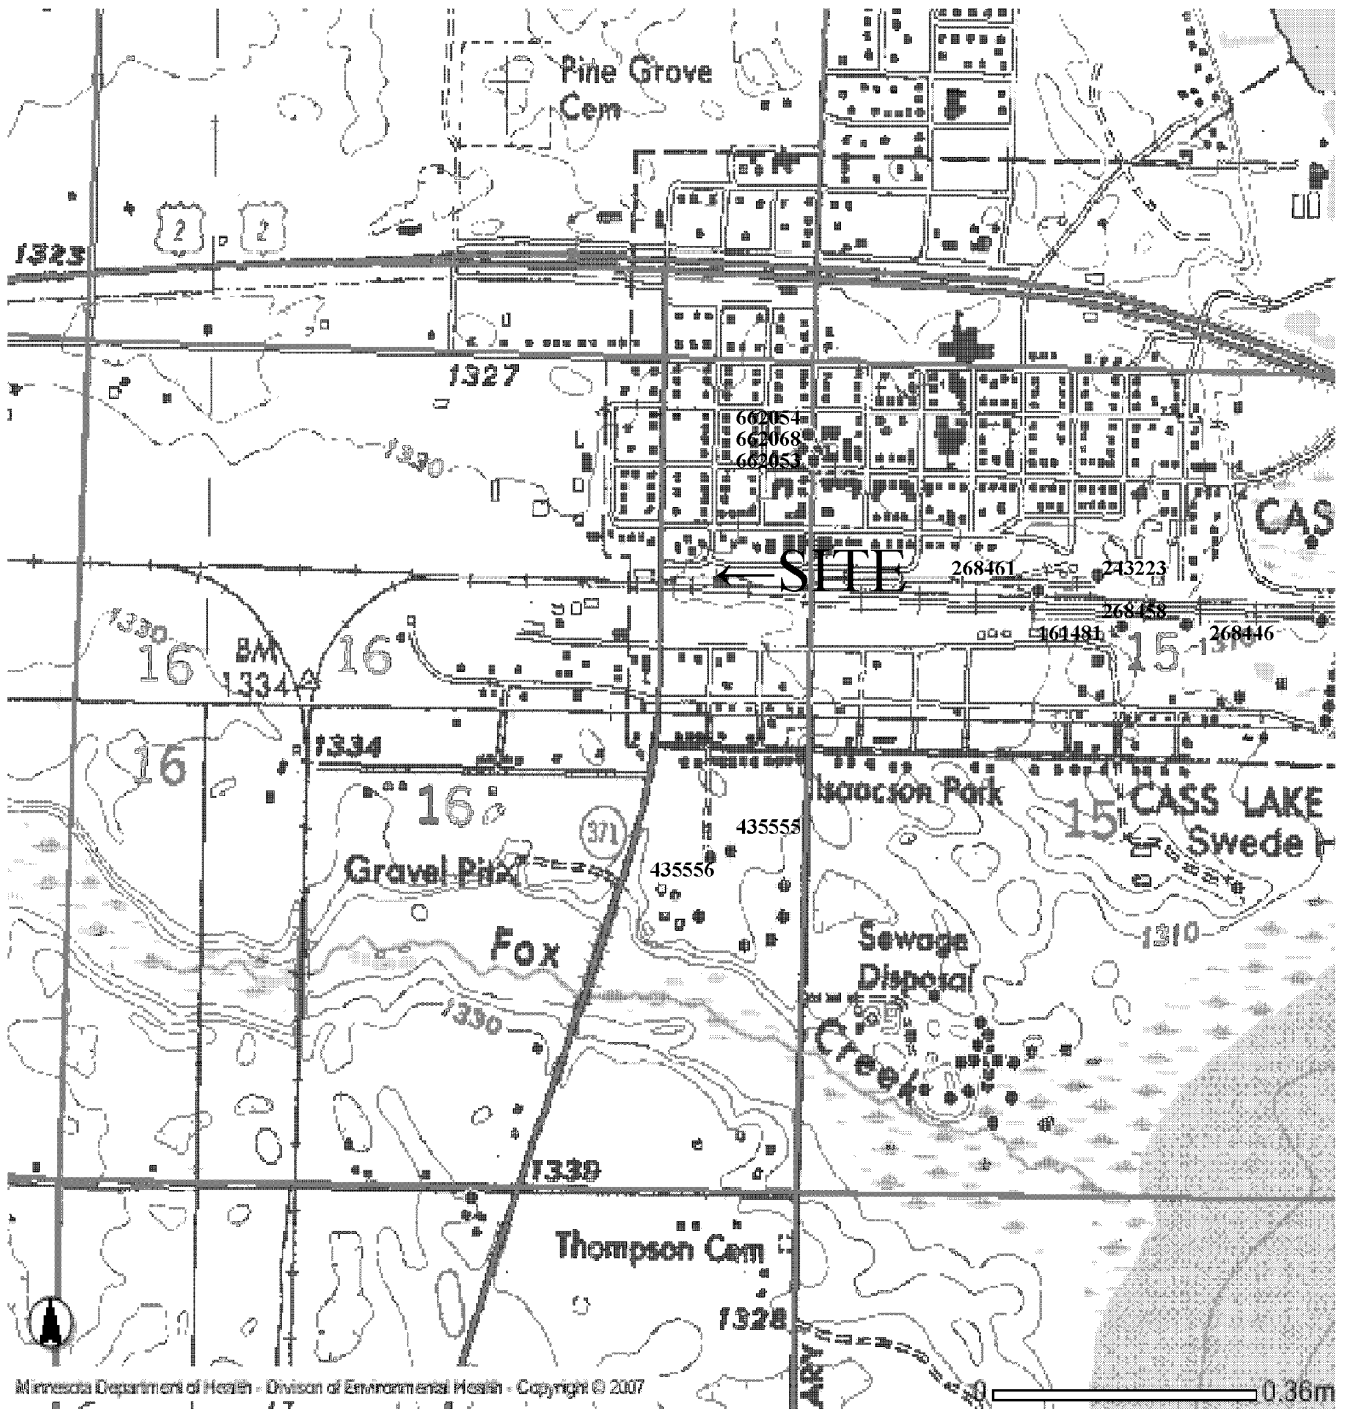 Pine Grove
Cem
2
2
1323
1327
1330
662054
662068
662053
CAS
SITE
268461
243223
268458
161481
268446
1330
16
BM
1334
16
15
1310
1334
16
16
Isaacson Park
15
CASS LAKE
Swede H
371
435555
435556
Gravel Pit
Fox
Sewage
Disposal
1310
1330
Creek
1339
Thompson Cem
1328
ARY
Minnesota Department of Health - Division of Environmental Health - Copyright © 2007
0
0.36m